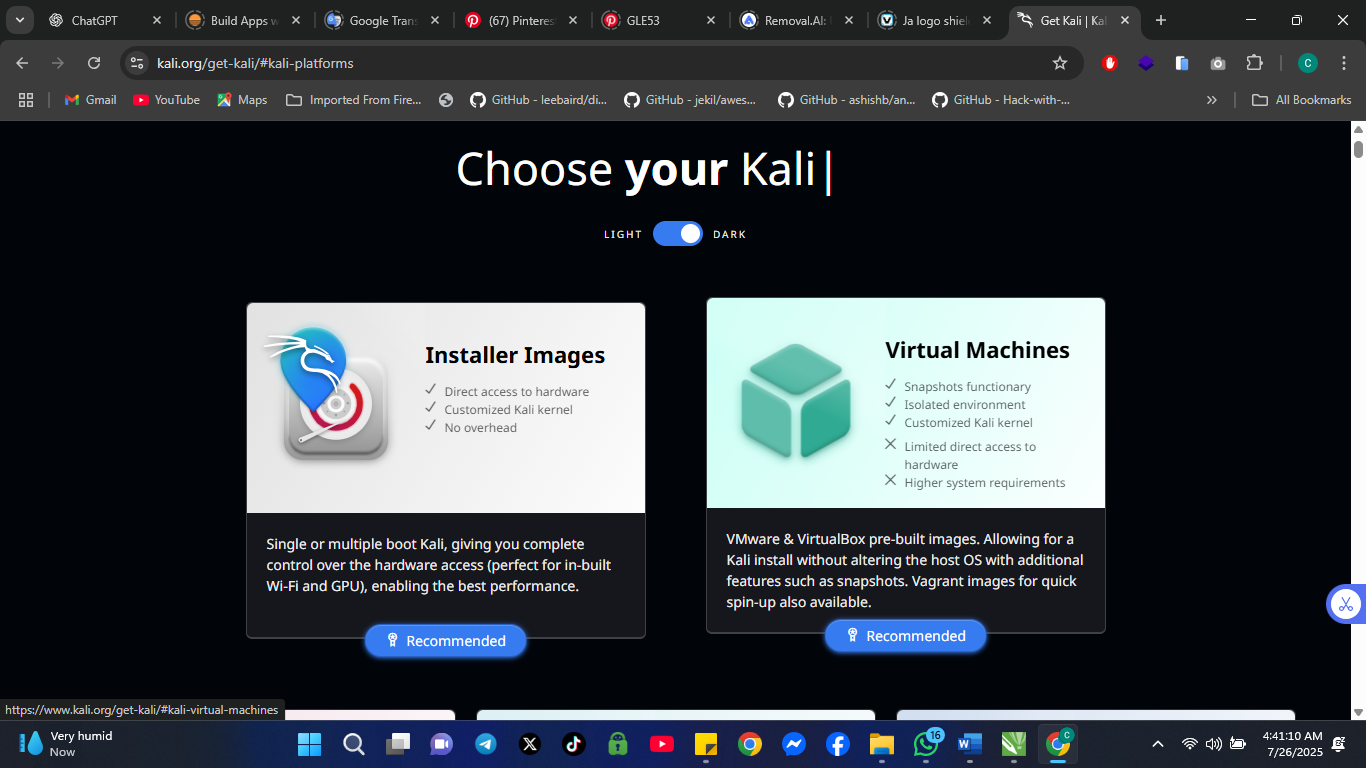 ChatGPT
Build Apps w
Google Trans
(67) Pinteres
GLE53
Removal.AI:
Ja logo shiel
Get Kali | Kal
kali.org/get-kali/#kali-platforms
C
Gmail
YouTube
Maps
Imported From Fire...
GitHub - leebaird/di...
GitHub - jekil/awes...
GitHub - ashishb/an...
GitHub - Hack-with-...
All Bookmarks
Choose your Kali|
LIGHT
DARK
Installer Images
Direct access to hardware
Customized Kali kernel
No overhead
Single or multiple boot Kali, giving you complete
control over the hardware access (perfect for in-built
Wi-Fi and GPU), enabling the best performance.
Recommended
Virtual Machines
Snapshots functionary
Isolated environment
Customized Kali kernel
Limited direct access to
hardware
Higher system requirements
VMware & VirtualBox pre-built images. Allowing for a
Kali install without altering the host OS with additional
features such as snapshots. Vagrant images for quick
spin-up also available.
Recommended
https://www.kali.org/get-kali/#kali-virtual-machines
Very humid
Now
16
C
4:41:10 AM
7/26/2025